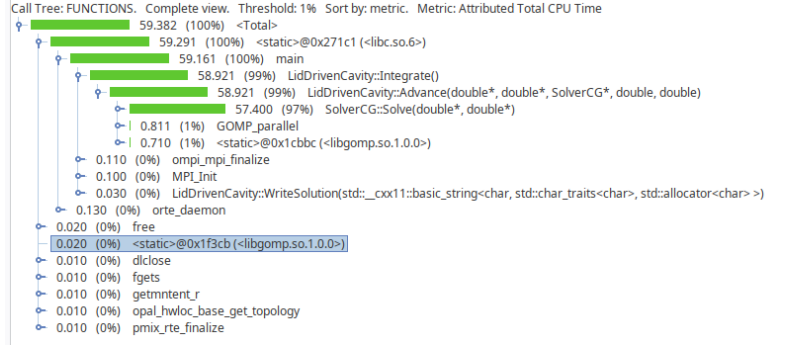 Call Tree: FUNCTIONS. Complete view. Threshold: 1% Sort by: metric. Metric: Attributed Total CPU Time
59.382 (100%) <Total>
59.291 (100%) <static>@0x271c1 (<libc.so.6>)
59.161 (100%) main
58.921 (99%) LidDrivenCavity::Integrate()
58.921 (99%) LidDrivenCavity::Advance(double*, double*, SolverCG*, double, double)
57.400 (97%) SolverCG::Solve(double*, double*)
0.811 (1%) GOMP_parallel
0.710 (1%) <static>@0x1cbbc (<libgomp.so.1.0.0>)
0.110 (0%) ompi_mpi_finalize
0.100 (0%) MPI_Init
0.030 (0%) LidDrivenCavity::WriteSolution(std::__cxx11::basic_string<char, std::char_traits<char>, std::allocator<char> >)
0.130 (0%) orte_daemon
0.020 (0%) free
0.020 (0%) <static>@0x1f3cb (<libgomp.so.1.0.0>)
0.010 (0%) dlclose
0.010 (0%) fgets
0.010 (0%) getmntent_r
0.010 (0%) opal_hwloc_base_get_topology
0.010 (0%) pmix_rte_finalize